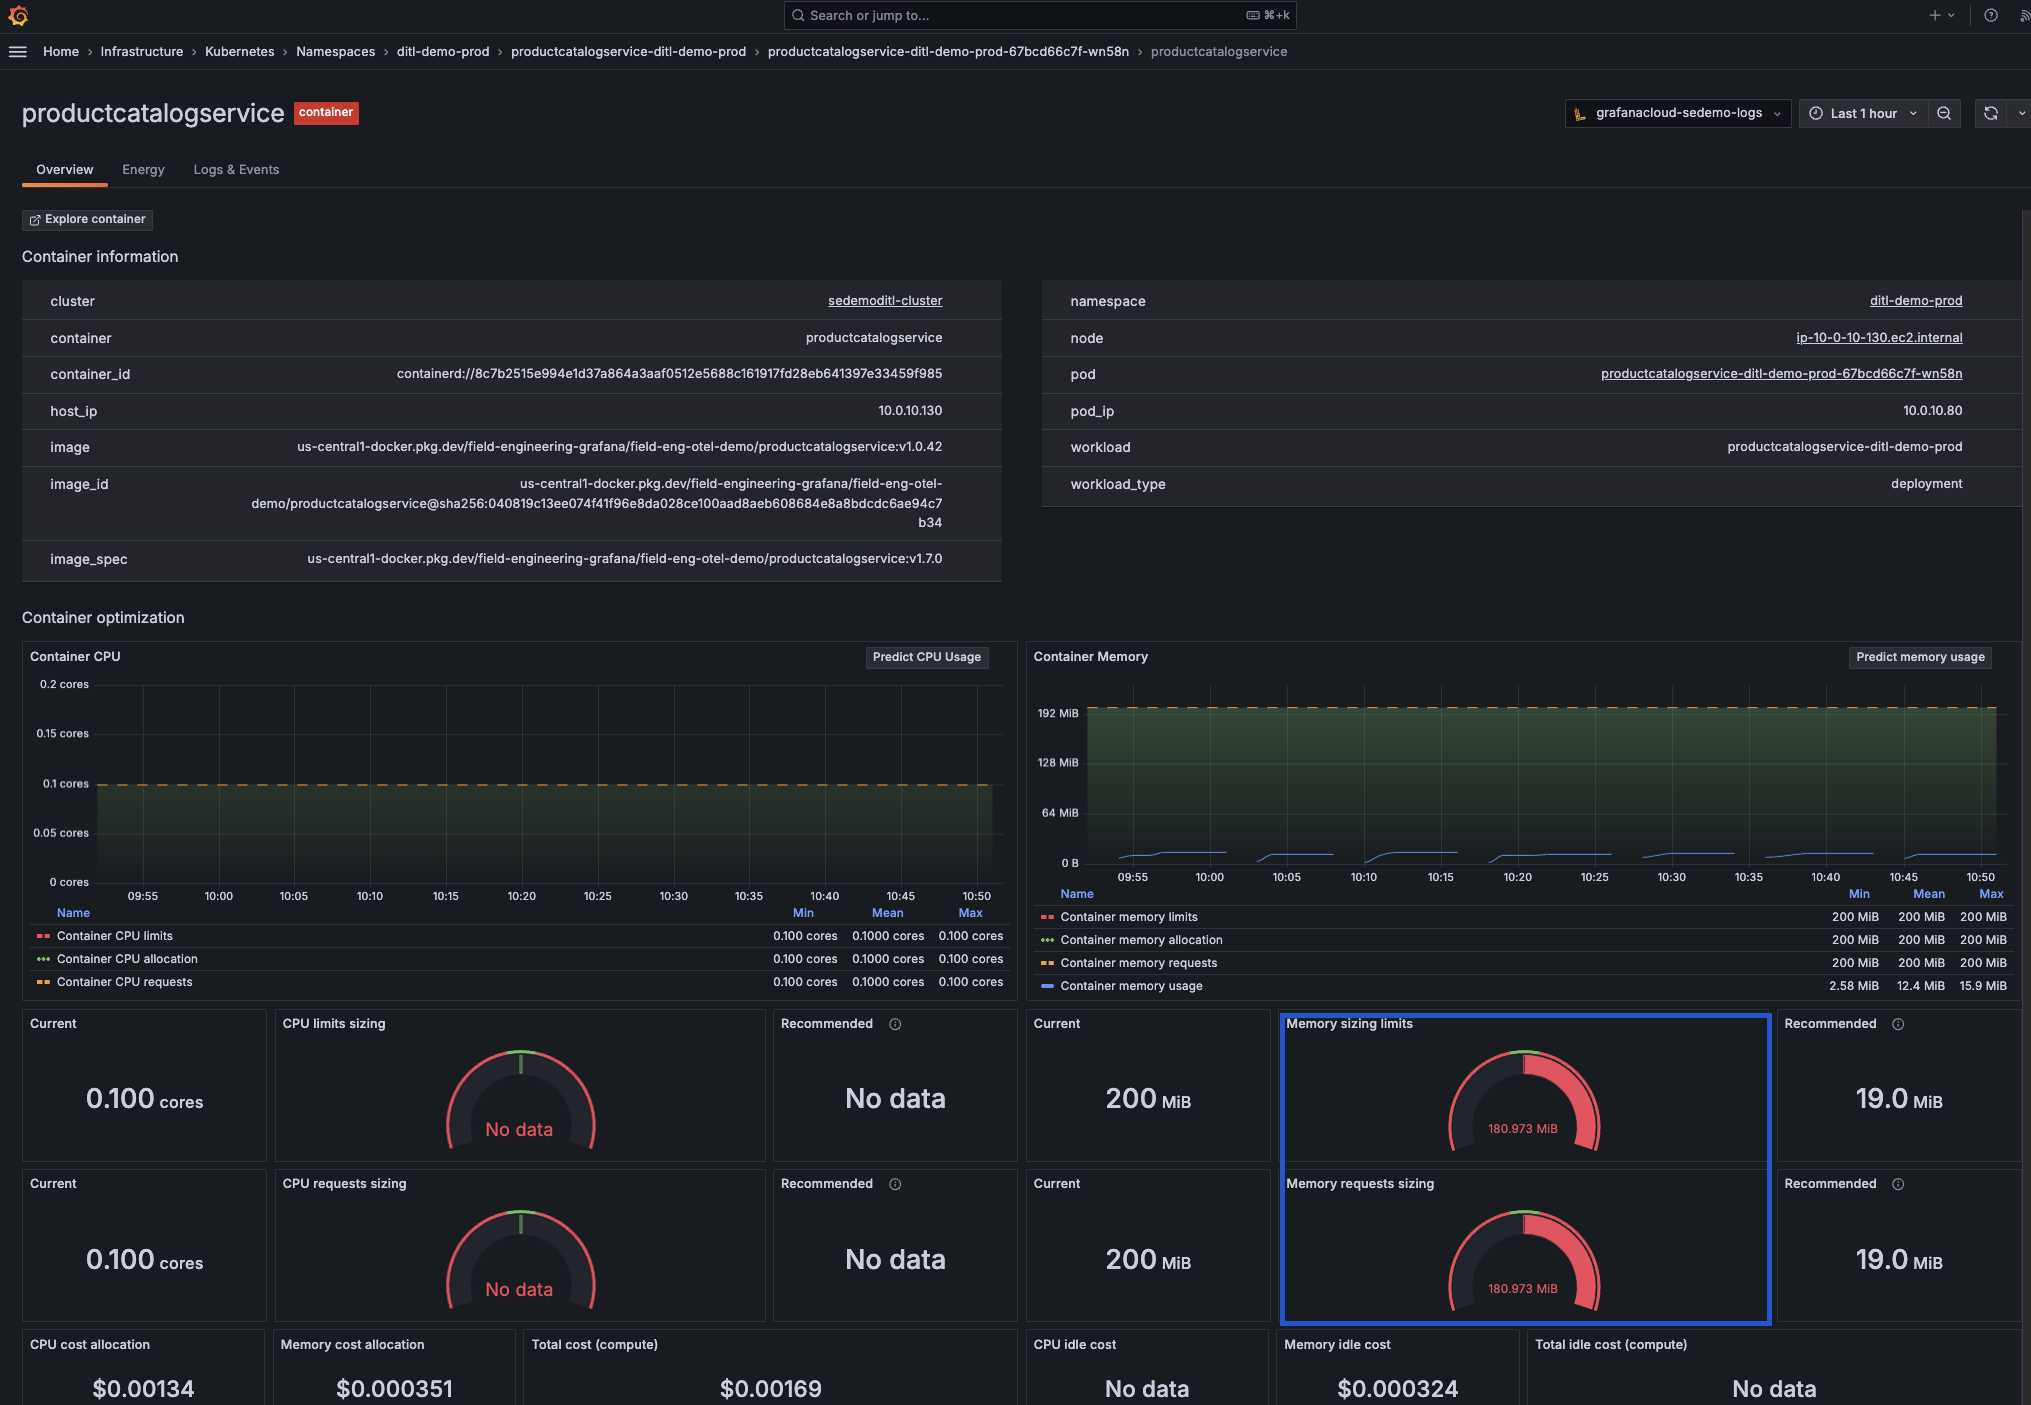 Search or jump to...
⌘+k
Home › Infrastructure › Kubernetes › Namespaces › ditl-demo-prod › productcatalogservice-ditl-demo-prod › productcatalogservice-ditl-demo-prod-67bcd66c7f-wn58n › productcatalogservice
productcatalogservice container
grafanacloud-sedemo-logs
Last 1 hour
Overview
Energy
Logs & Events
Explore container
Container information
cluster sedemoditl-cluster
container productcatalogservice
container_id containerd://8c7b2515e994e1d37a864a3aaf0512e5688c161917fd28eb641397e33459f985
host_ip 10.0.10.130
image us-central1-docker.pkg.dev/field-engineering-grafana/field-eng-otel-demo/productcatalogservice:v1.0.42
image_id us-central1-docker.pkg.dev/field-engineering-grafana/field-eng-otel-
demo/productcatalogservice@sha256:040819c13ee074f41f96e8da028ce100aad8aeb608684e8a8bdcdc6ae94c7
b34
image_spec us-central1-docker.pkg.dev/field-engineering-grafana/field-eng-otel-demo/productcatalogservice:v1.7.0
namespace ditl-demo-prod
node ip-10-0-10-130.ec2.internal
pod productcatalogservice-ditl-demo-prod-67bcd66c7f-wn58n
pod_ip 10.0.10.80
workload productcatalogservice-ditl-demo-prod
workload_type deployment
Container optimization
Container CPU
Predict CPU Usage
0.2 cores
0.15 cores
0.1 cores
0.05 cores
0 cores
09:55 10:00 10:05 10:10 10:15 10:20 10:25 10:30 10:35 10:40 10:45 10:50
Name Min Mean Max
Container CPU limits 0.100 cores 0.1000 cores 0.100 cores
Container CPU allocation 0.100 cores 0.1000 cores 0.100 cores
Container CPU requests 0.100 cores 0.1000 cores 0.100 cores
Container Memory
Predict memory usage
192 MiB
128 MiB
64 MiB
0 B
09:55 10:00 10:05 10:10 10:15 10:20 10:25 10:30 10:35 10:40 10:45 10:50
Name Min Mean Max
Container memory limits 200 MiB 200 MiB 200 MiB
Container memory allocation 200 MiB 200 MiB 200 MiB
Container memory requests 200 MiB 200 MiB 200 MiB
Container memory usage 2.58 MiB 12.4 MiB 15.9 MiB
Current
0.100 cores
CPU limits sizing
No data
Recommended
No data
Current
200 MiB
Memory sizing limits
180.973 MiB
Recommended
19.0 MiB
Current
0.100 cores
CPU requests sizing
No data
Recommended
No data
Current
200 MiB
Memory requests sizing
180.973 MiB
Recommended
19.0 MiB
CPU cost allocation
$0.00134
Memory cost allocation
$0.000351
Total cost (compute)
$0.00169
CPU idle cost
No data
Memory idle cost
$0.000324
Total idle cost (compute)
No data